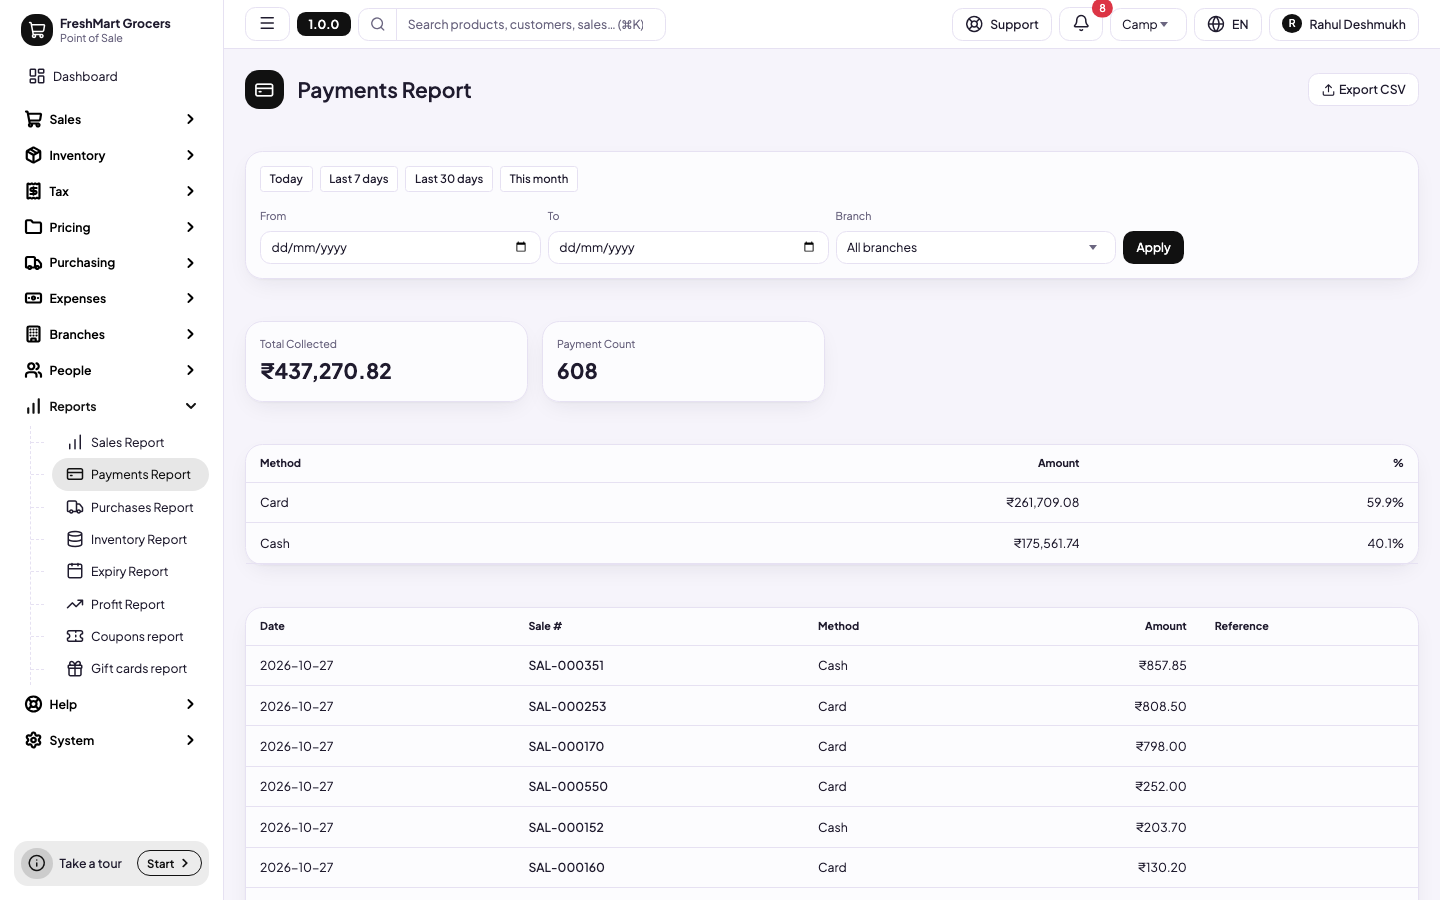 FreshMart Grocers
Point of Sale
Dashboard
Sales
Inventory
Tax
Pricing
Purchasing
Expenses
Branches
People
Reports
Sales Report
Payments Report
Purchases Report
Inventory Report
Expiry Report
Profit Report
Coupons report
Gift cards report
Help
System
Take a tour Start
1.0.0 Search products, customers, sales... (⌘K) Support 8 Camp EN R Rahul Deshmukh
Payments Report Export CSV
Today Last 7 days Last 30 days This month
From To Branch
dd/mm/yyyy dd/mm/yyyy All branches Apply
Total Collected Payment Count
₹437,270.82 608
Method Amount %
Card ₹261,709.08 59.9%
Cash ₹175,561.74 40.1%
Date Sale # Method Amount Reference
2026-10-27 SAL-000351 Cash ₹857.85
2026-10-27 SAL-000253 Card ₹808.50
2026-10-27 SAL-000170 Card ₹798.00
2026-10-27 SAL-000550 Card ₹252.00
2026-10-27 SAL-000152 Cash ₹203.70
2026-10-27 SAL-000160 Card ₹130.20